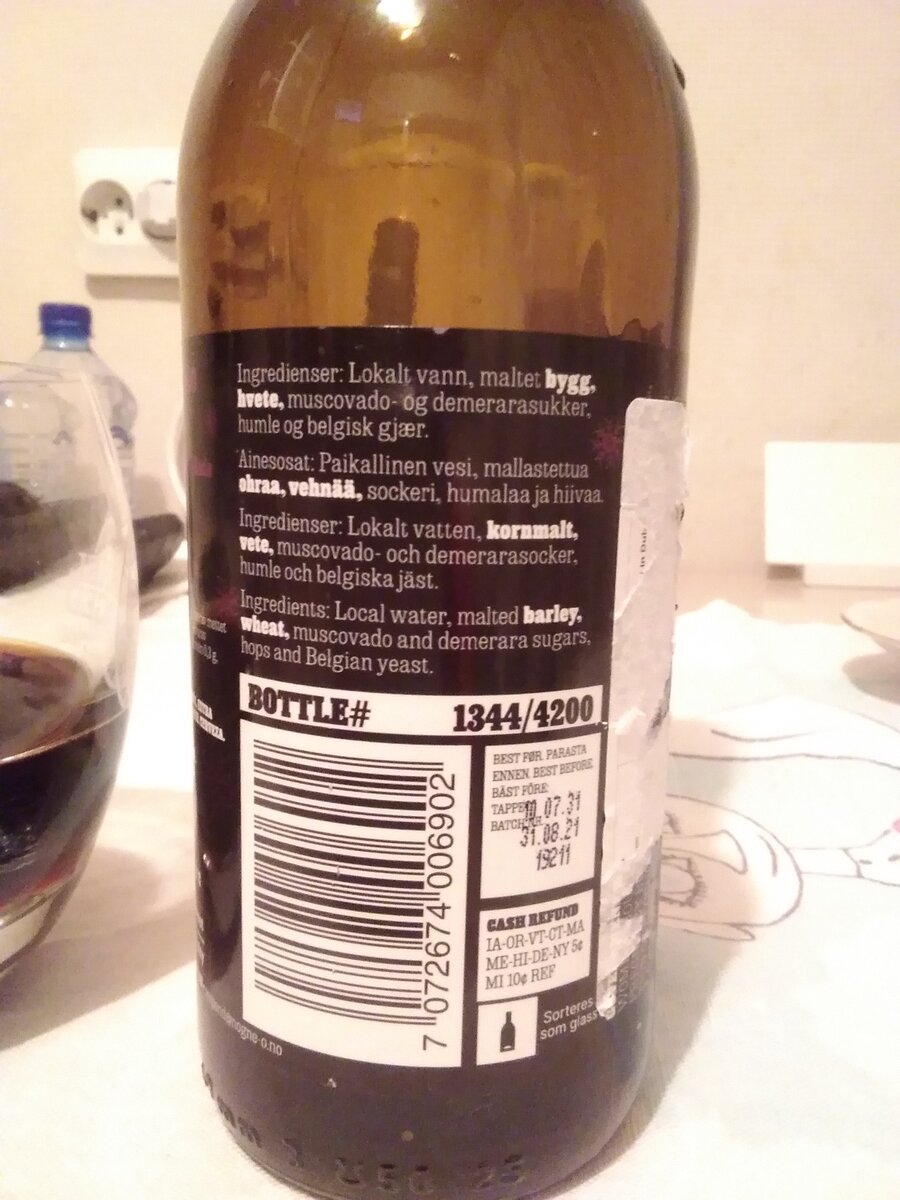 Ingredienser: Lokalt vann, maltet bygg,
hvete, muscovado- og demerarasukker,
humle og belgisk gjær.
Ainesosat: Paikallinen vesi, mallastettua
ohraa, vehnää, sockeri, humalaa ja hiivaa.
Ingredienser: Lokalt vatten, kornmalt,
vete, muscovado- och demerarasocker,
humle och belgiska jäst.
Ingredients: Local water, malted barley,
wheat, muscovado and demerara sugars,
hops and Belgian yeast.
BOTTLE# 1344/4200
7 072674 006902
BEST FØR. PARASTA
ENNEN. BEST BEFORE.
BÄST FÖRE:
07.31
31.08.21
19211
CASH REFUND
IA-OR-VT-CT-MA
ME-HI-DE-NY 5¢
MI 10¢ REF
Sorteres
som glass